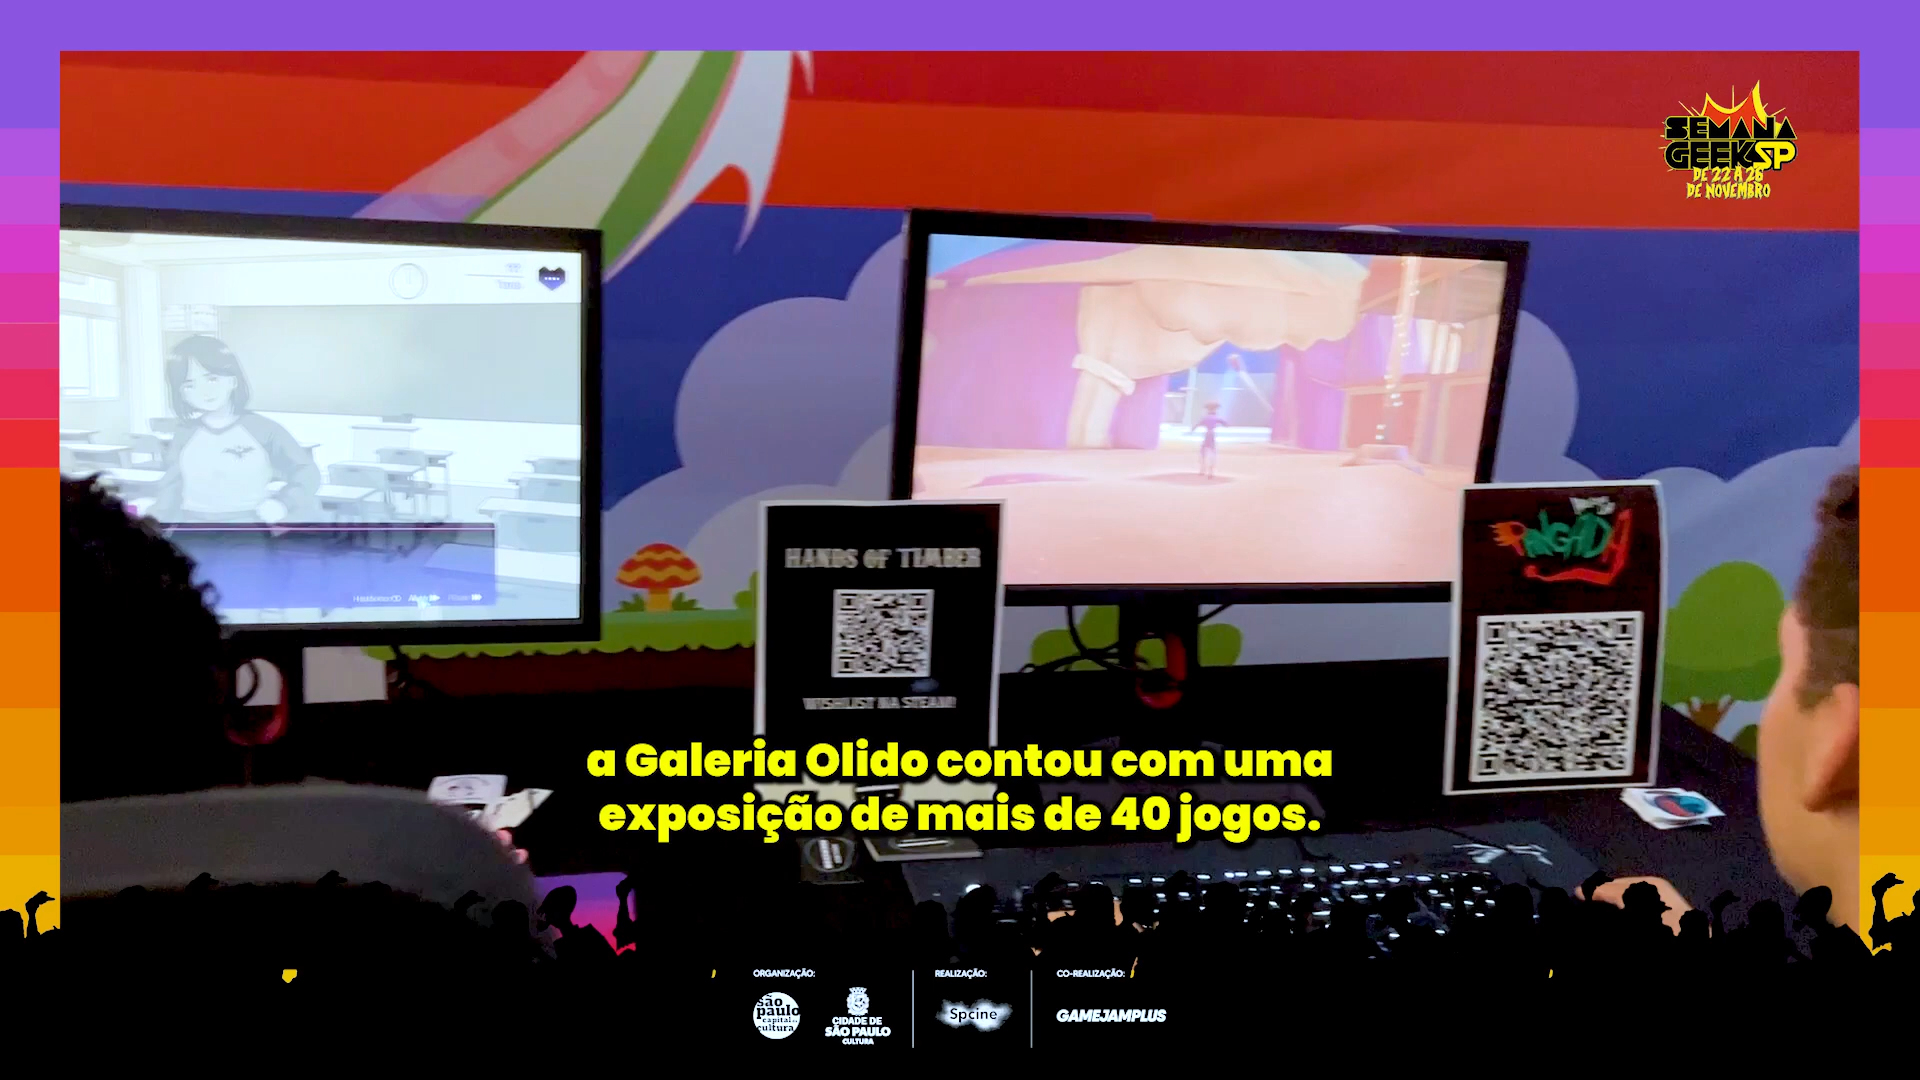 SEMANA
GEEK SP
DE 22 A 26
DE NOVEMBRO
HANDS OF TIMBER
WISHLIST NA STEAM!
a Galeria Olido contou com uma
exposição de mais de 40 jogos.
ORGANIZAÇÃO:
são
paulo
capital da
cultura
CIDADE DE
SÃO PAULO
CULTURA
REALIZAÇÃO:
Spcine
CO-REALIZAÇÃO:
GAMEJAMPLUS